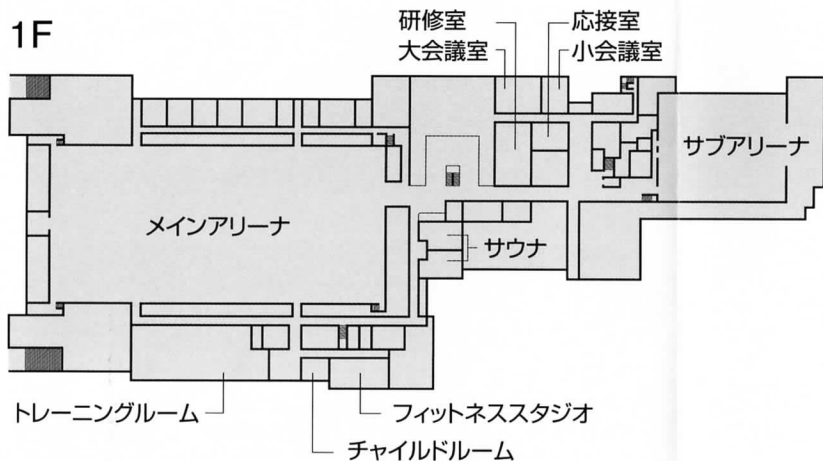 1F
研修室
応接室
大会議室
小会議室
サブアリーナ
メインアリーナ
サウナ
トレーニングルーム
フィットネススタジオ
チャイルドルーム